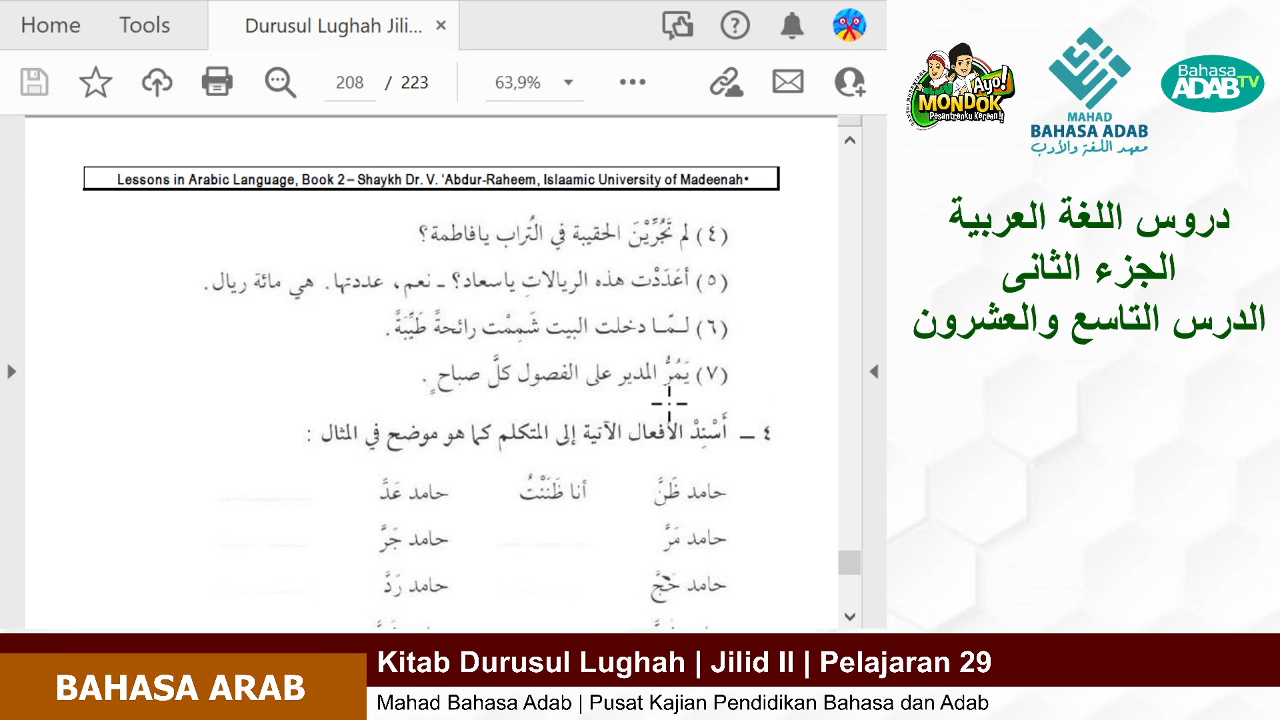 Home
Tools
Durusul Lughah Jili... ×
208 / 223
63,9%
Lessons in Arabic Language, Book 2 – Shaykh Dr. V. ‘Abdur-Raheem, Islaamic University of Madeenah•
(٤) لم تَجُرِّيْنَ الحقيبة في التُراب يافاطمة؟
(٥) أعَدَدْت هذه الريالاتِ ياسعاد؟ ـ نعم، عددتها. هي مائة ريال.
(٦) لـمّـا دخلت البيت شَمِمْت رائحةً طَيِّبَةً.
(٧) يَمُرُّ المدير على الفصول كلَّ صباحٍ.
٤ ــ أَسْنِدْ الأفعال الآتية إلى المتكلم كما هو موضح في المثال :
حامد ظَنَّ أنا ظَنَنْتُ حامد عَدَّ
حامد مَرَّ حامد جَرَّ
حامد حَجَّ حامد رَدَّ
Ayo!
MONDOK
Pesantrenku Keren!
MAHAD
BAHASA ADAB
معهد اللغة والأدب
Bahasa
ADAB TV
دروس اللغة العربية
الجزء الثانى
الدرس التاسع والعشرون
BAHASA ARAB
Kitab Durusul Lughah | Jilid II | Pelajaran 29
Mahad Bahasa Adab | Pusat Kajian Pendidikan Bahasa dan Adab